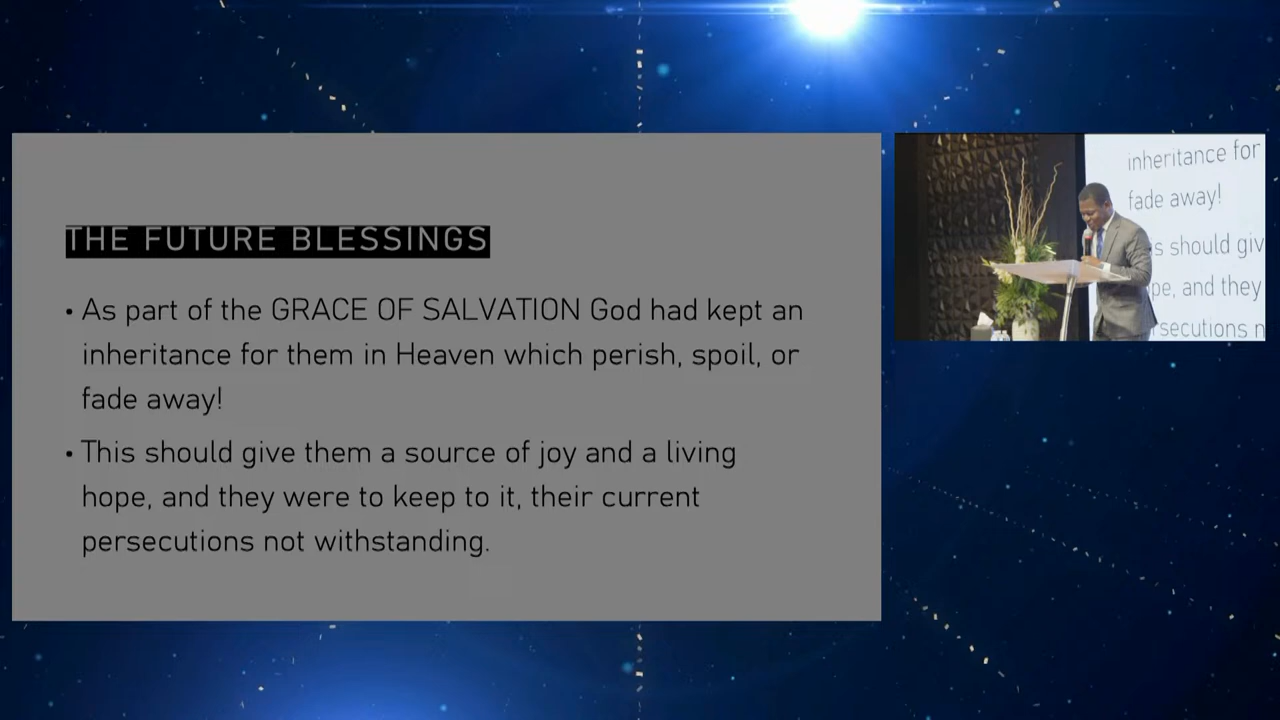 THE FUTURE BLESSINGS
• As part of the GRACE OF SALVATION God had kept an
inheritance for them in Heaven which perish, spoil, or
fade away!
• This should give them a source of joy and a living
hope, and they were to keep to it, their current
persecutions not withstanding.
inheritance for
fade away!
s should giv
pe, and they
rsecutions n